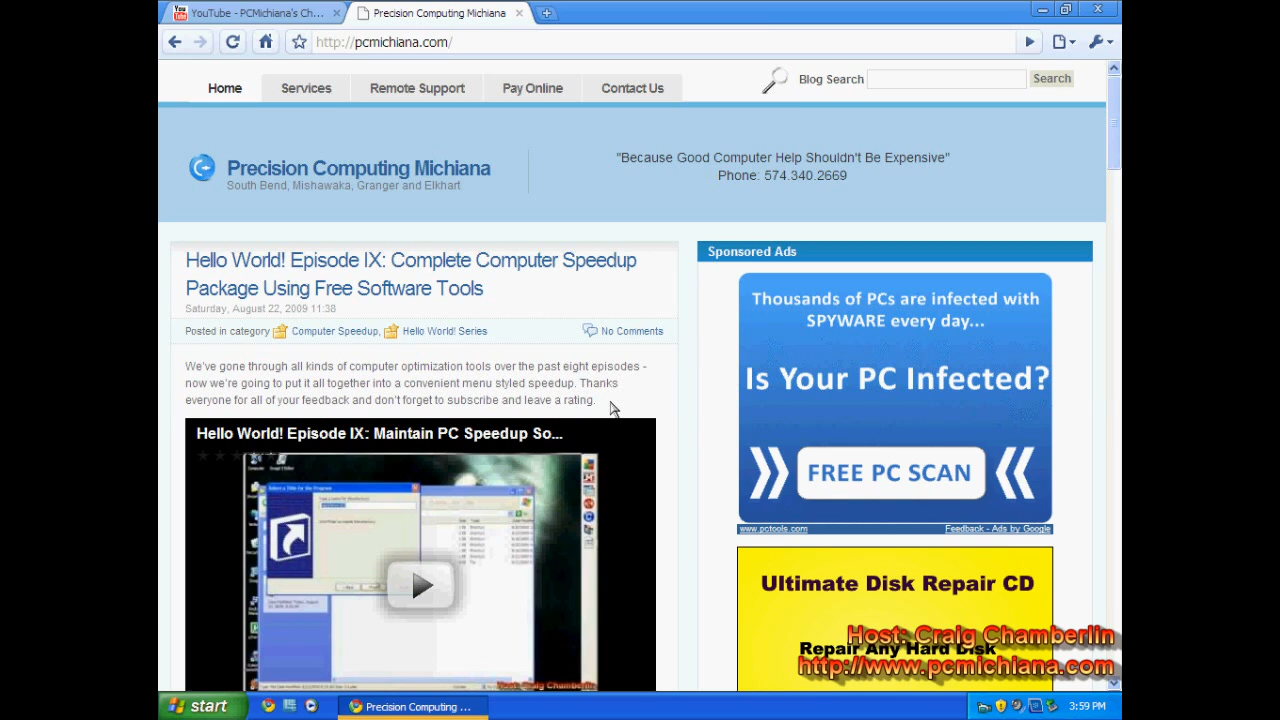 YouTube - PCMichiana's Ch...
Precision Computing Michiana
http://pcmichiana.com/
Home
Services
Remote Support
Pay Online
Contact Us
Blog Search
Search
Precision Computing Michiana
South Bend, Mishawaka, Granger and Elkhart
"Because Good Computer Help Shouldn't Be Expensive"
Phone: 574.340.2669
Hello World! Episode IX: Complete Computer Speedup
Package Using Free Software Tools
Saturday, August 22, 2009 11:38
Posted in category Computer Speedup, Hello World! Series
No Comments
We've gone through all kinds of computer optimization tools over the past eight episodes -
now we're going to put it all together into a convenient menu styled speedup. Thanks
everyone for all of your feedback and don't forget to subscribe and leave a rating.
Hello World! Episode IX: Maintain PC Speedup So...
Host: Craig Chamberlin
Sponsored Ads
Thousands of PCs are infected with
SPYWARE every day...
Is Your PC Infected?
FREE PC SCAN
www.pctools.com
Feedback - Ads by Google
Ultimate Disk Repair CD
Repair Any Hard Disk
Host: Craig Chamberlin
http://www.pcmichiana.com
start
Precision Computing ...
3:59 PM